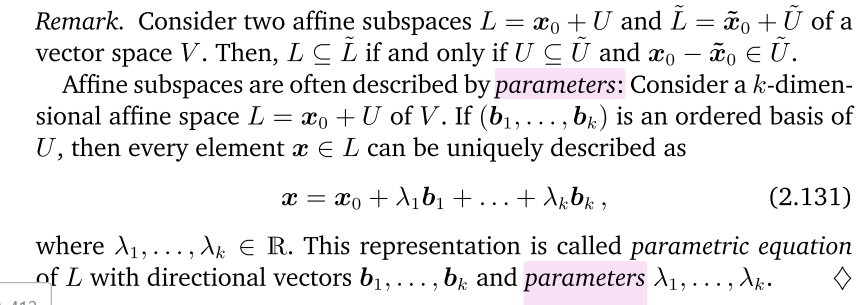 Remark. Consider two affine subspaces L = x₀ + U and L̃ = x̃₀ + Ũ of a
vector space V. Then, L ⊆ L̃ if and only if U ⊆ Ũ and x₀ − x̃₀ ∈ Ũ.
Affine subspaces are often described by parameters: Consider a k-dimen-
sional affine space L = x₀ + U of V. If (b₁, . . . , bₖ) is an ordered basis of
U, then every element x ∈ L can be uniquely described as
x = x₀ + λ₁b₁ + . . . + λₖbₖ , (2.131)
where λ₁, . . . , λₖ ∈ ℝ. This representation is called parametric equation
of L with directional vectors b₁, . . . , bₖ and parameters λ₁, . . . , λₖ. ♢